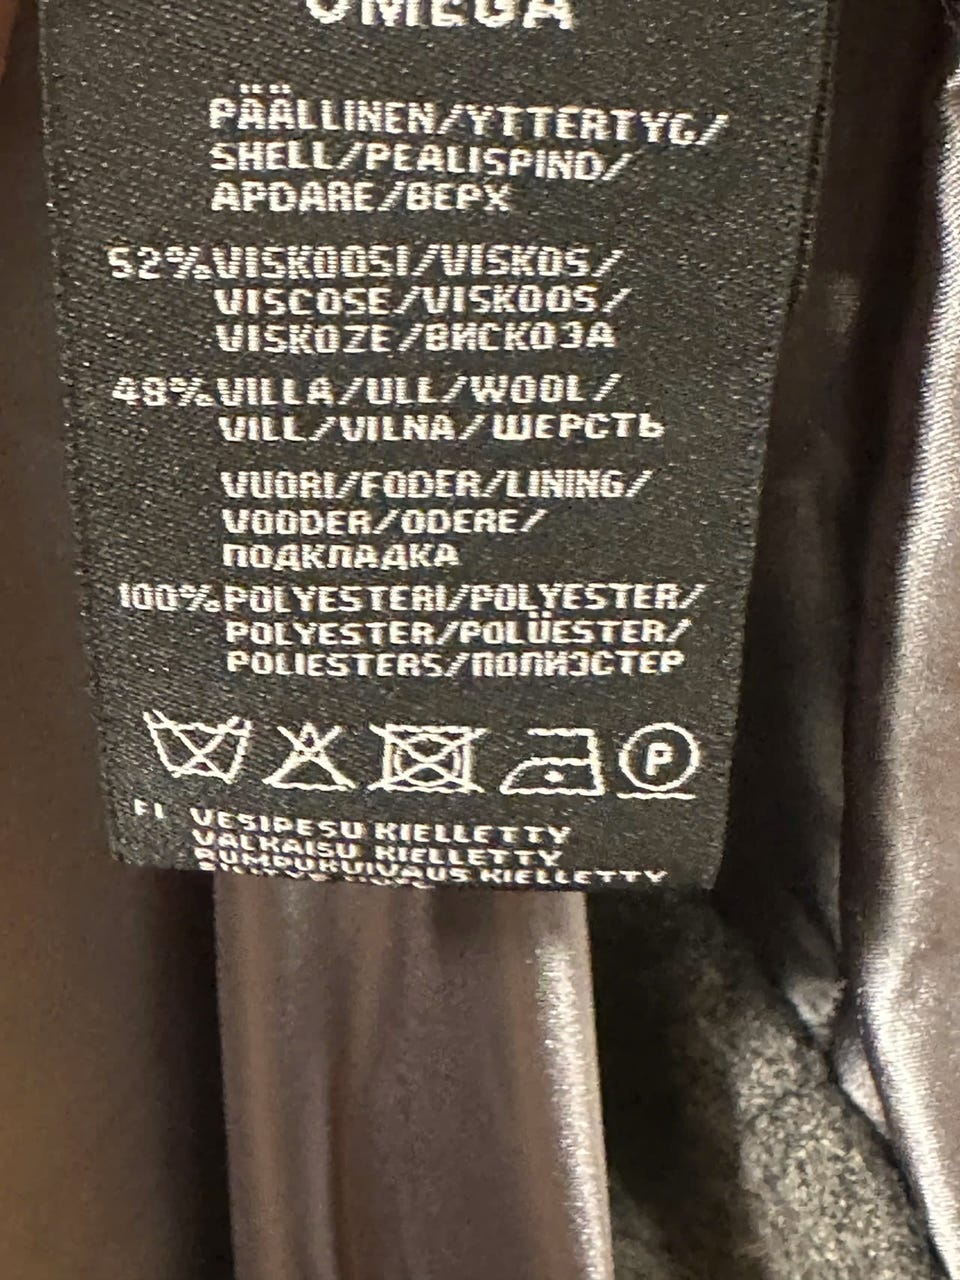 OMEGA
PÄÄLLINEN/YTTERTYG/
SHELL/PEALISPIND/
APDARE/ВЕРХ
52%VISKOOSI/VISKOS/
VISCOSE/VISKOOS/
VISKOZE/ВИСКОЗА
48%VILLA/ULL/WOOL/
VILL/VILNA/ШЕРСТЬ
VUORI/FODER/LINING/
VOODER/ODERE/
ПОДКЛАДКА
100%POLYESTERI/POLYESTER/
POLYESTER/POLÜESTER/
POLIESTERS/ПОЛИЭСТЕР
P
FI VESIPESU KIELLETTY
VALKAISU KIELLETTY
RUMPUKUIVAUS KIELLETTY